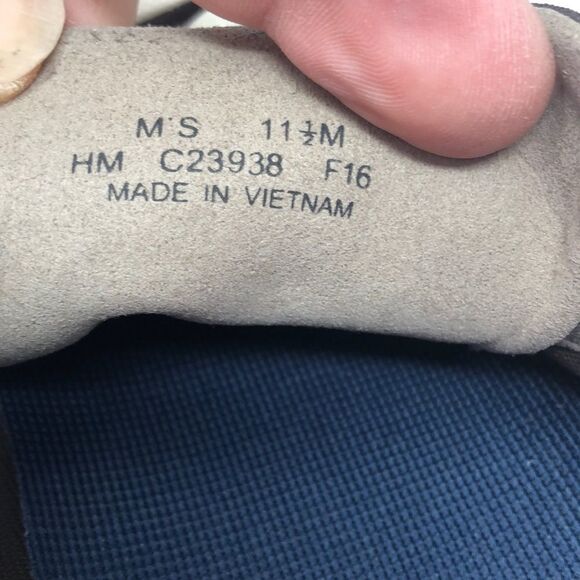 M'S 11½M
HM C23938 F16
MADE IN VIETNAM